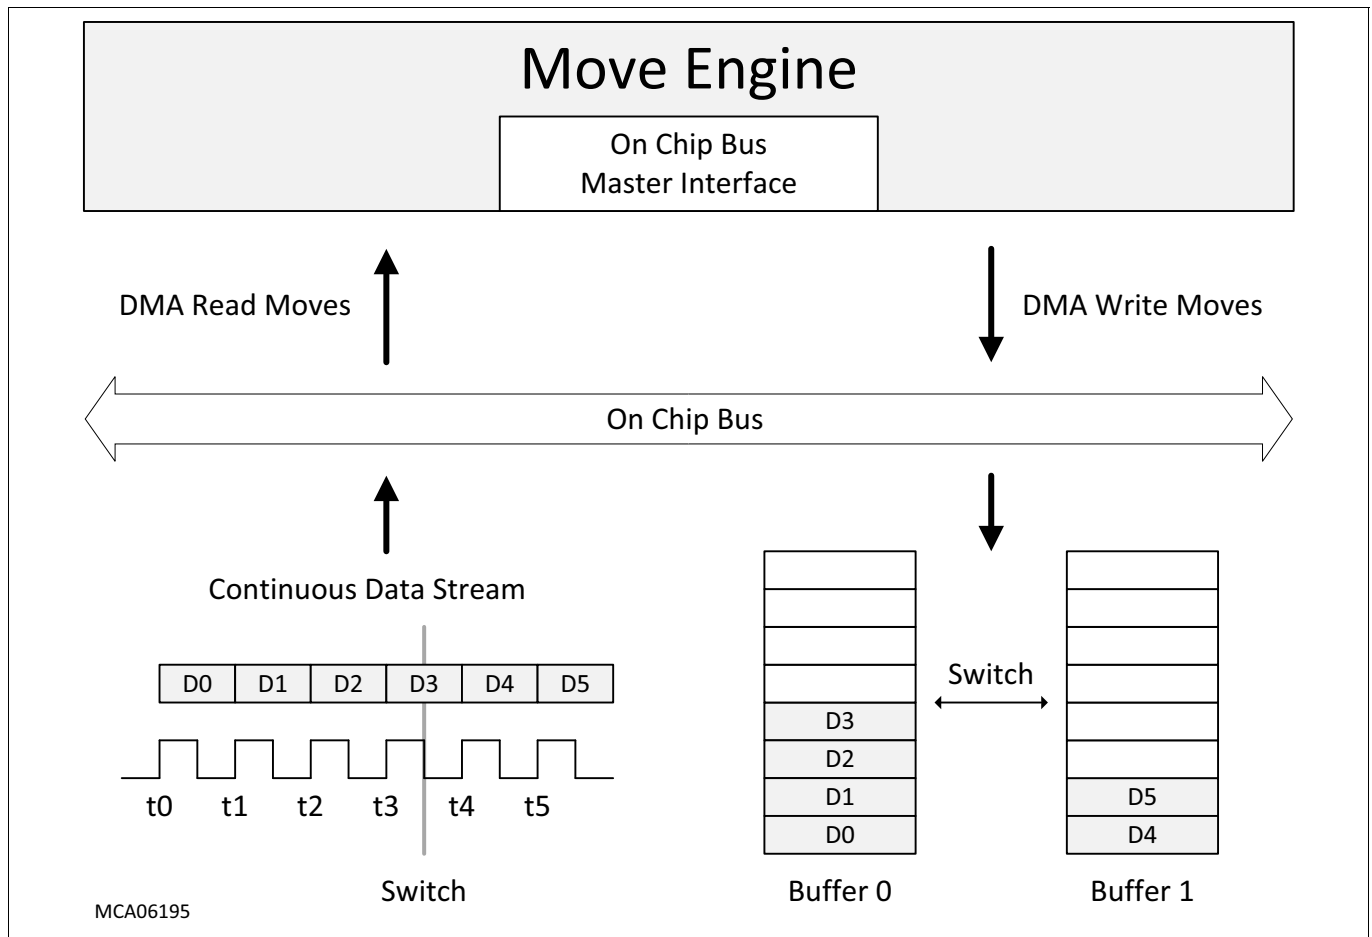 Move Engine
On Chip Bus
Master Interface
DMA Read Moves
DMA Write Moves
On Chip Bus
Continuous Data Stream
D0 D1 D2 D3 D4 D5
t0 t1 t2 t3 t4 t5
Switch
Switch
D3
D2
D1
D0
Buffer 0
D5
D4
Buffer 1
MCA06195